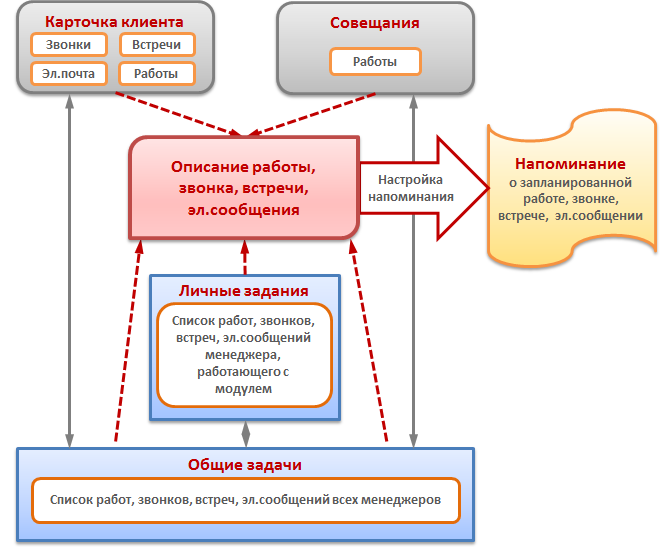 Карточка клиента
Звонки
Встречи
Эл.почта
Работы
Совещания
Работы
Описание работы,
звонка, встречи,
эл.сообщения
Настройка
напоминания
Напоминание
о запланированной
работе, звонке,
встрече, эл.сообщении
Личные задания
Список работ, звонков,
встреч, эл.сообщений
менеджера,
работающего с
модулем
Общие задачи
Список работ, звонков, встреч, эл.сообщений всех менеджеров